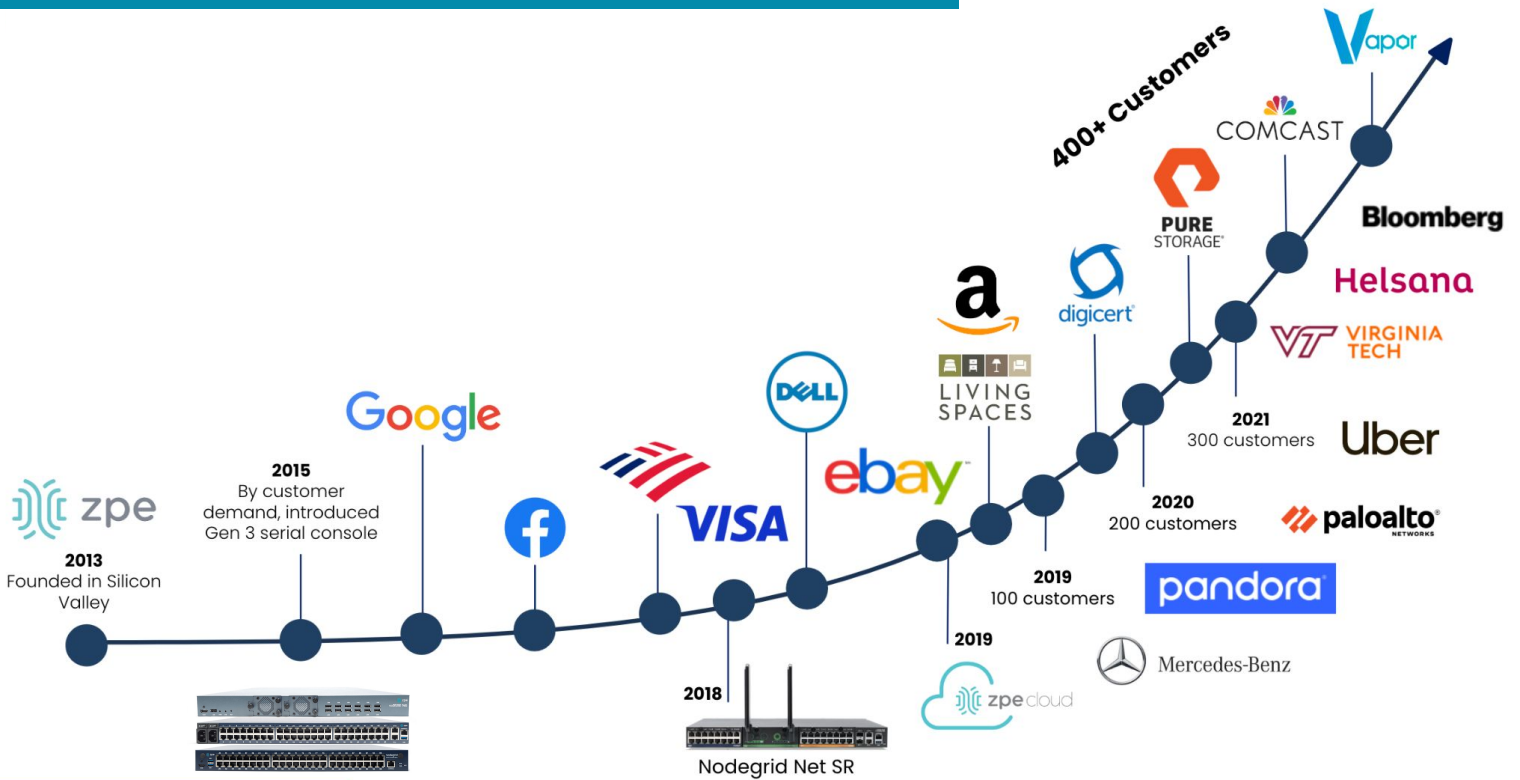 zpe
2013
Founded in Silicon
Valley
2015
By customer
demand, introduced
Gen 3 serial console
Google
VISA
2018
Nodegrid Net SR
DELL
ebay™
2019
zpe cloud
a
LIVING
SPACES
2019
100 customers
digicert®
2020
200 customers
PURE
STORAGE®
2021
300 customers
COMCAST
400+ Customers
Vapor
Bloomberg
Helsana
VT VIRGINIA
TECH
Uber
paloalto®
NETWORKS
pandora®
Mercedes-Benz